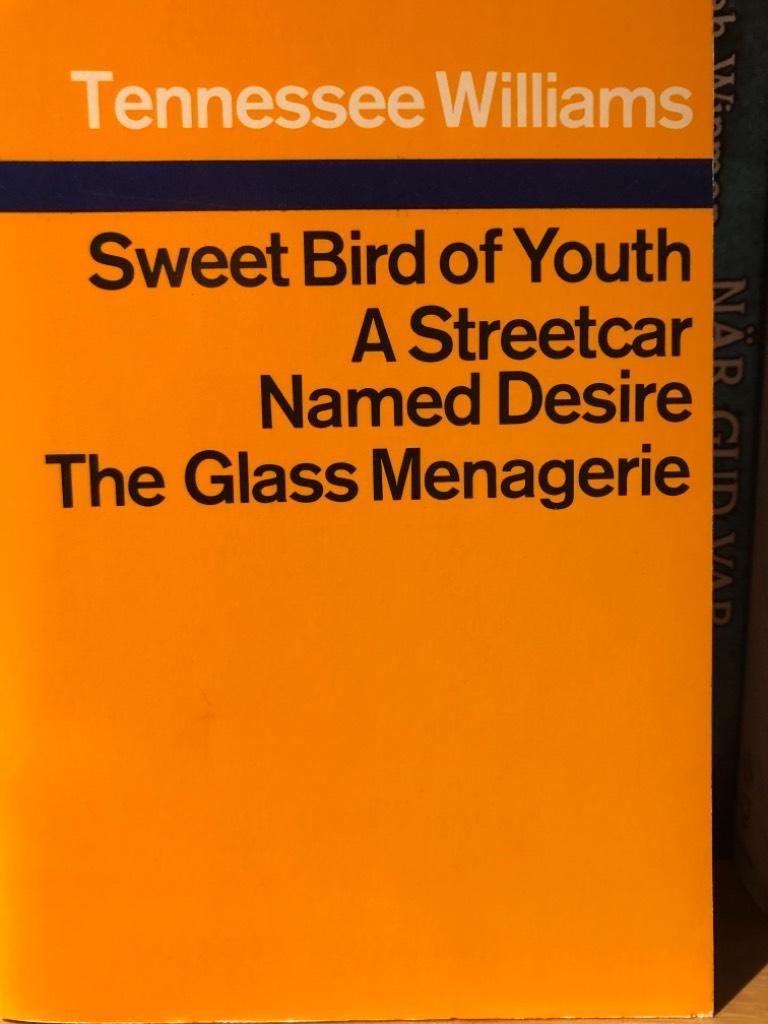 Tennessee Williams
Sweet Bird of Youth
A Streetcar
Named Desire
The Glass Menagerie
NÄR GUD VAR